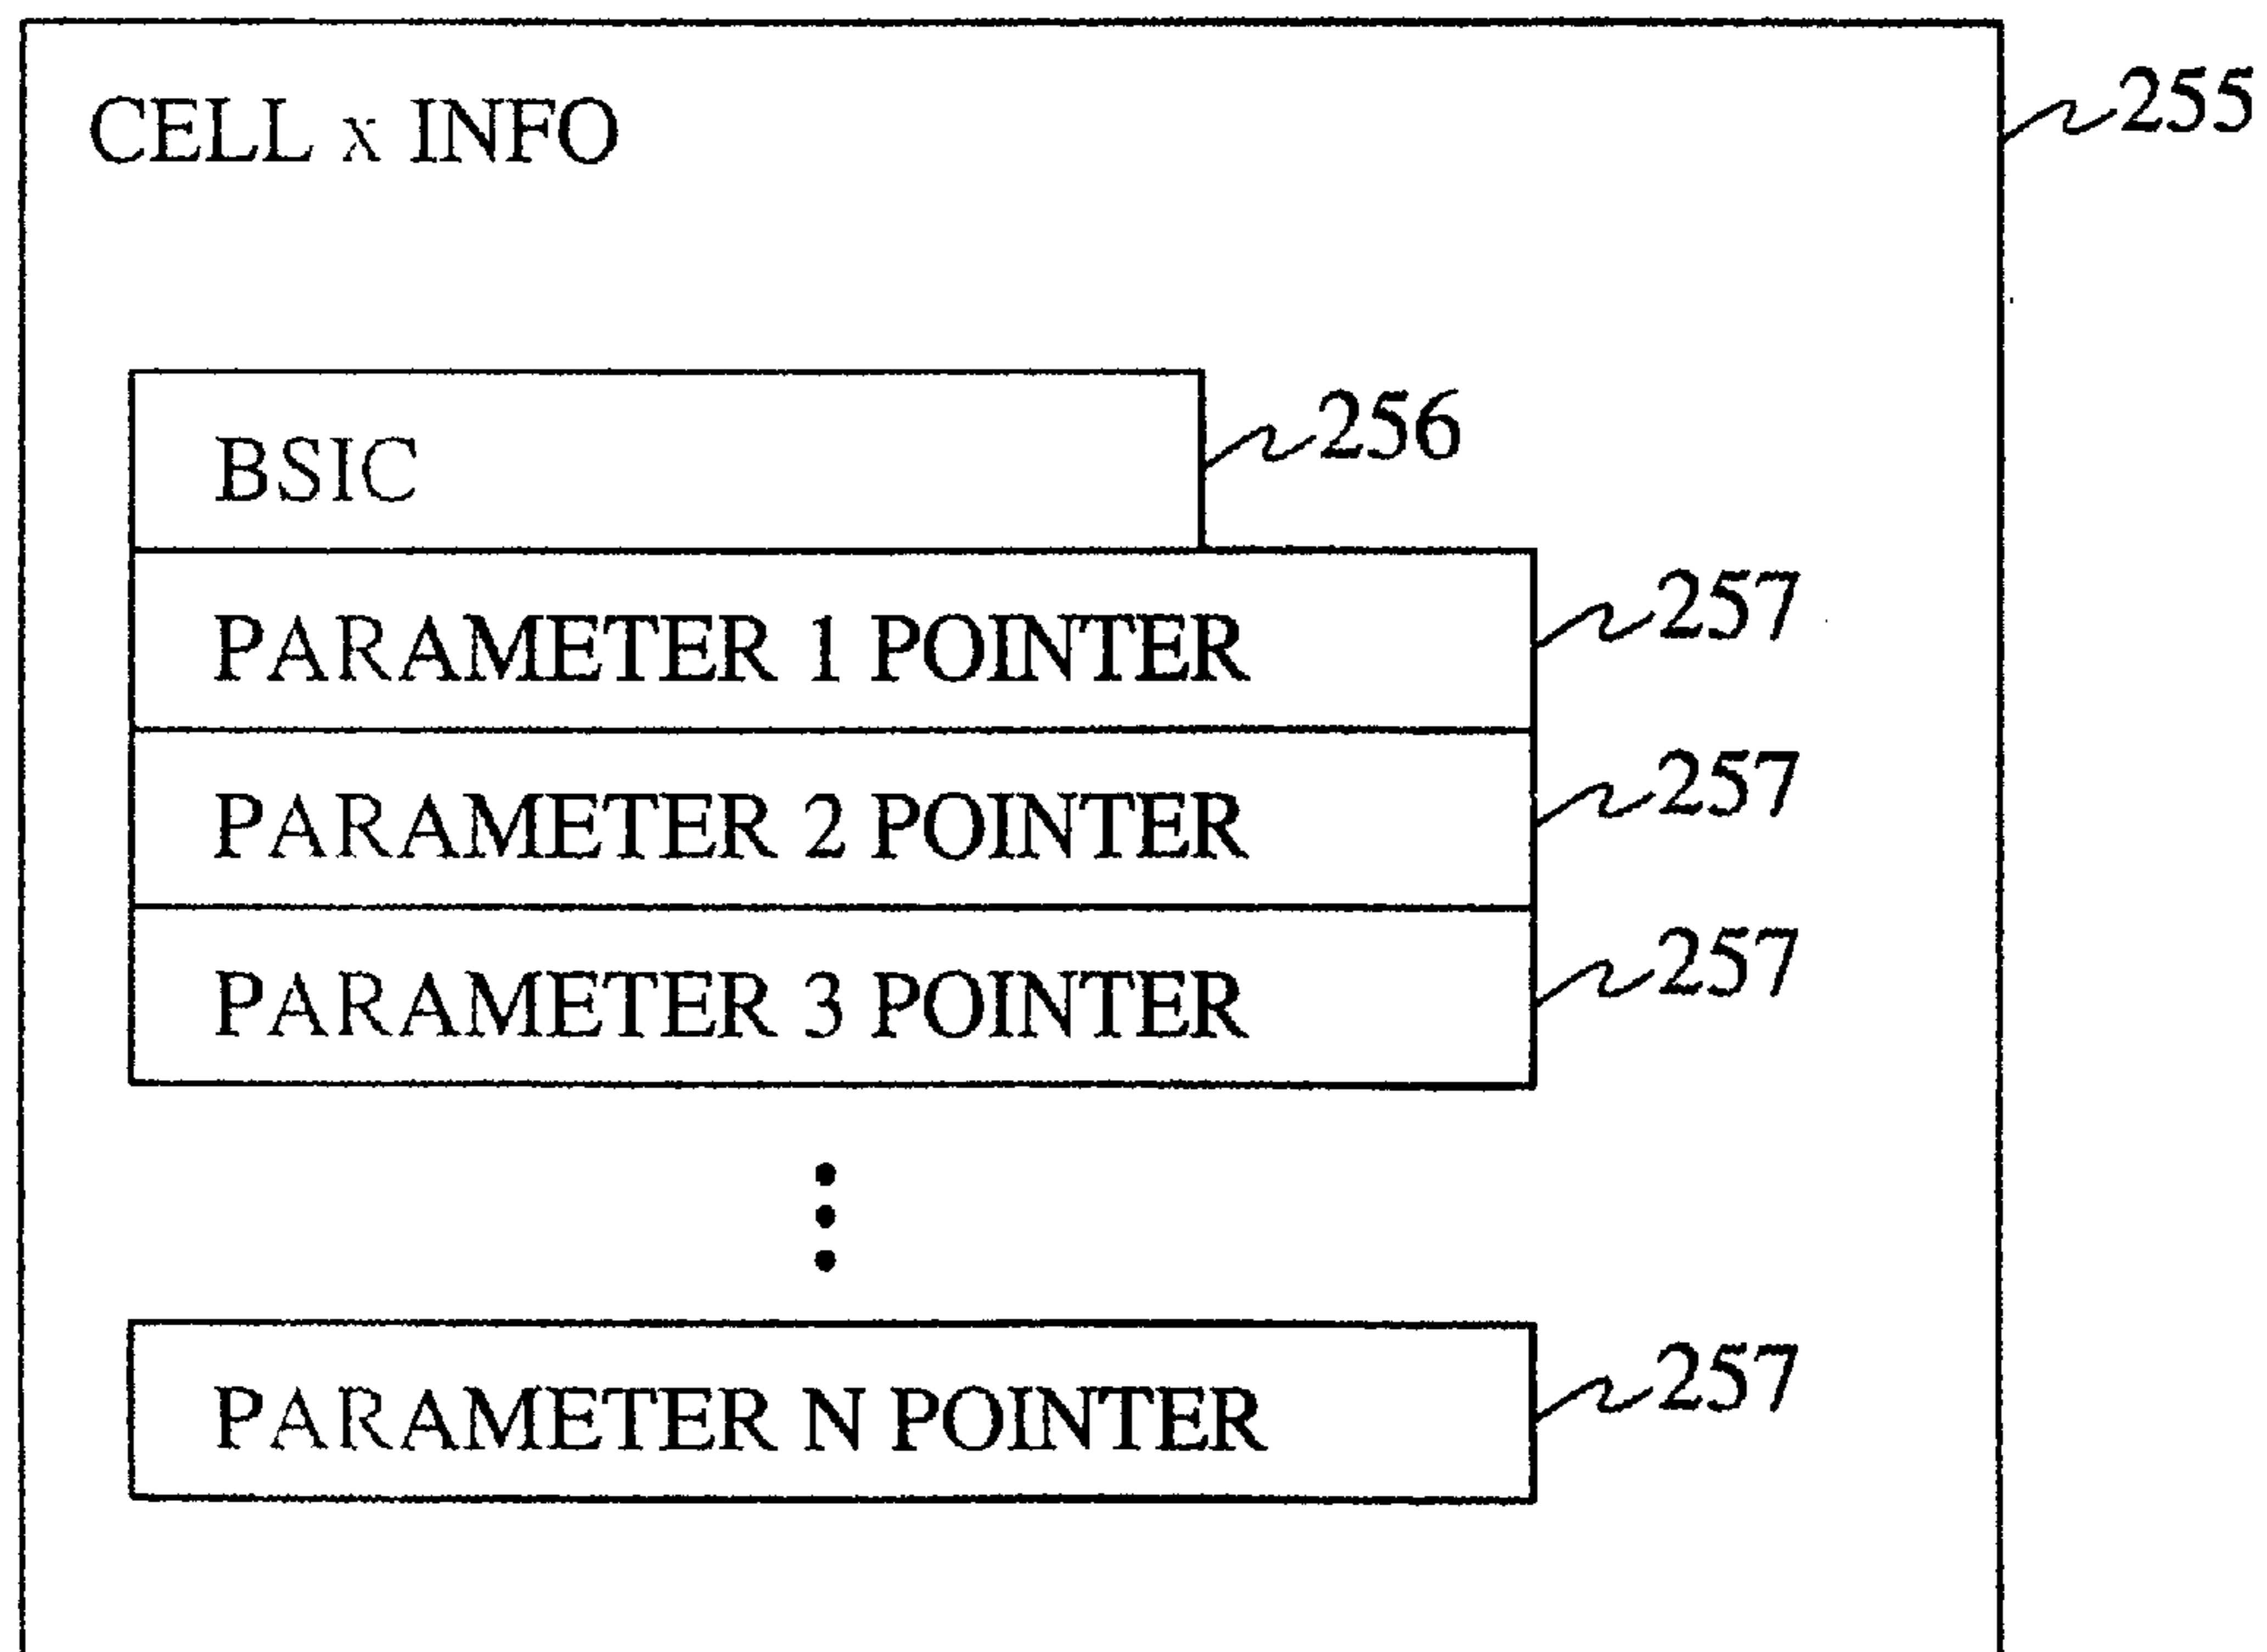 CELL x INFO
255
BSIC
256
PARAMETER 1 POINTER
257
PARAMETER 2 POINTER
257
PARAMETER 3 POINTER
257
PARAMETER N POINTER
257